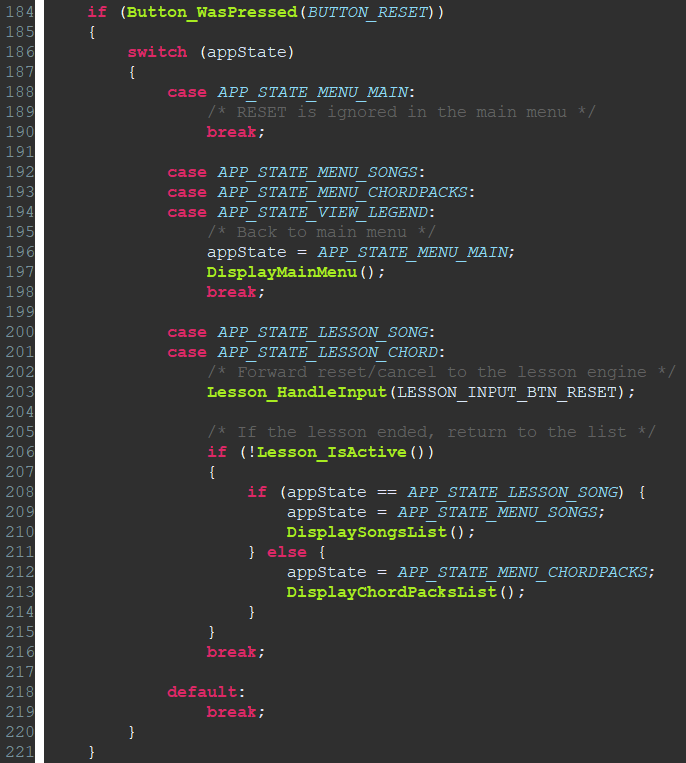 184     if (Button_WasPressed(BUTTON_RESET))
185     {
186         switch (appState)
187         {
188             case APP_STATE_MENU_MAIN:
189                 /* RESET is ignored in the main menu */
190                 break;
191
192             case APP_STATE_MENU_SONGS:
193             case APP_STATE_MENU_CHORDPACKS:
194             case APP_STATE_VIEW_LEGEND:
195                 /* Back to main menu */
196                 appState = APP_STATE_MENU_MAIN;
197                 DisplayMainMenu();
198                 break;
199
200             case APP_STATE_LESSON_SONG:
201             case APP_STATE_LESSON_CHORD:
202                 /* Forward reset/cancel to the lesson engine */
203                 Lesson_HandleInput(LESSON_INPUT_BTN_RESET);
204
205                 /* If the lesson ended, return to the list */
206                 if (!Lesson_IsActive())
207                 {
208                     if (appState == APP_STATE_LESSON_SONG) {
209                         appState = APP_STATE_MENU_SONGS;
210                         DisplaySongsList();
211                     } else {
212                         appState = APP_STATE_MENU_CHORDPACKS;
213                         DisplayChordPacksList();
214                     }
215                 }
216                 break;
217
218             default:
219                 break;
220         }
221     }